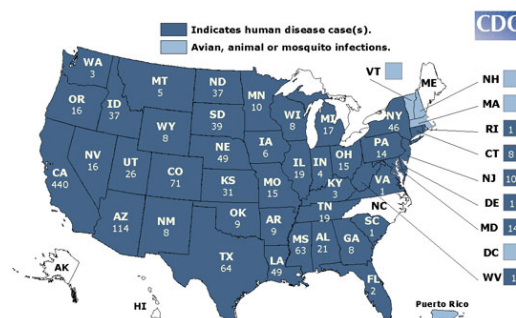 Indicates human disease case(s).
Avian, animal or mosquito infections.
CDC
WA
3
MT
5
ND
37
MN
10
VT
ME
NH
OR
16
ID
37
SD
39
WI
8
MI
17
NY
46
MA
RI 1
WY
8
NE
49
IA
6
IL
19
IN
4
OH
15
PA
14
CT 8
NJ 10
NV
16
UT
26
CO
71
KS
31
MO
15
KY
3
VA
1
DE 1
CA
440
MD 14
AZ
114
NM
8
OK
9
AR
9
TN
19
NC
SC
1
DC
WV 1
TX
64
LA
49
MS
63
AL
21
GA
8
FL
2
AK
HI
Puerto Rico